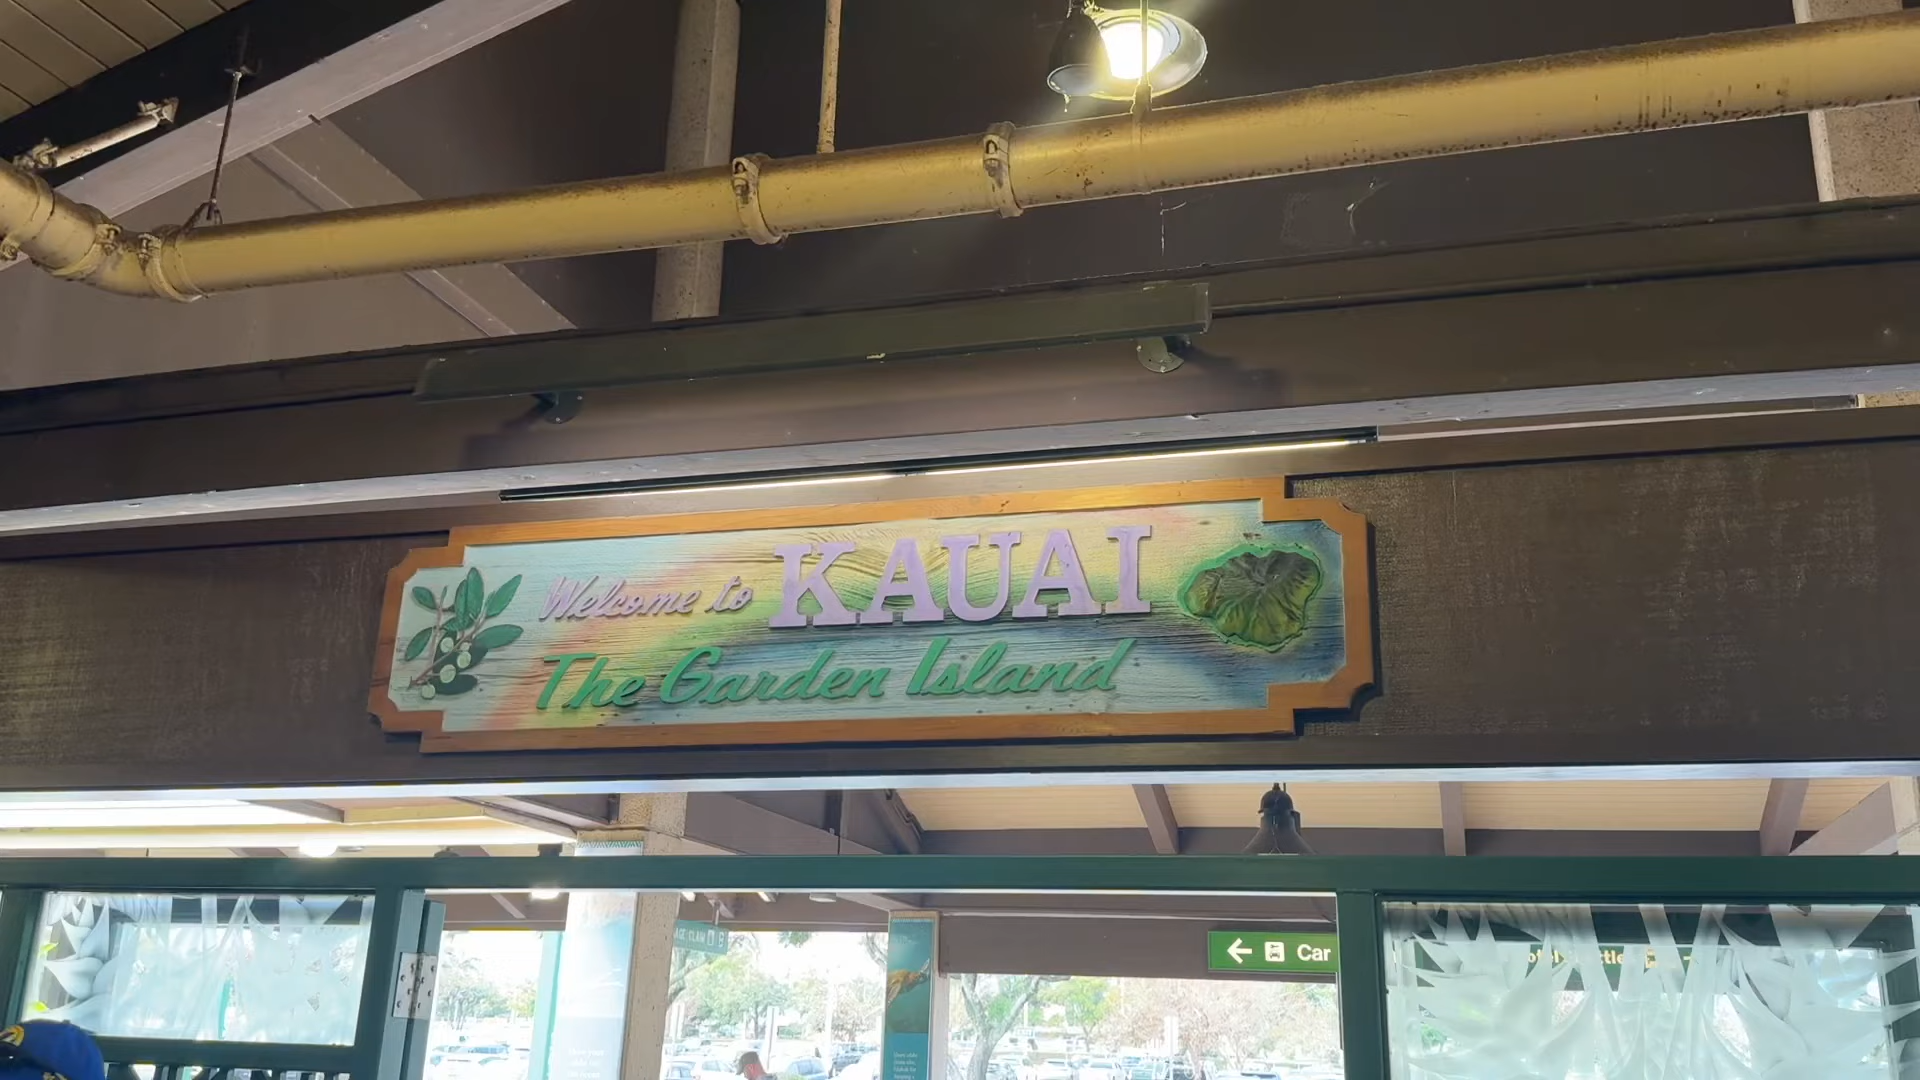 Welcome to KAUAI
The Garden Island
← Car